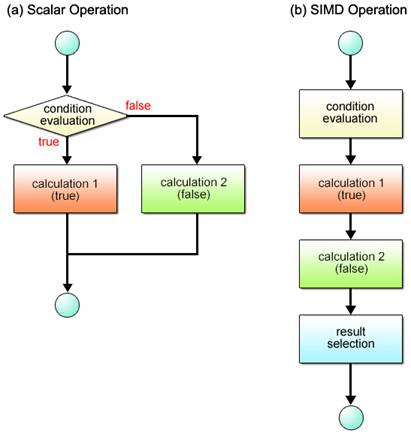 (a) Scalar Operation
condition
evaluation
false
true
calculation 1
(true)
calculation 2
(false)
(b) SIMD Operation
condition
evaluation
calculation 1
(true)
calculation 2
(false)
result
selection